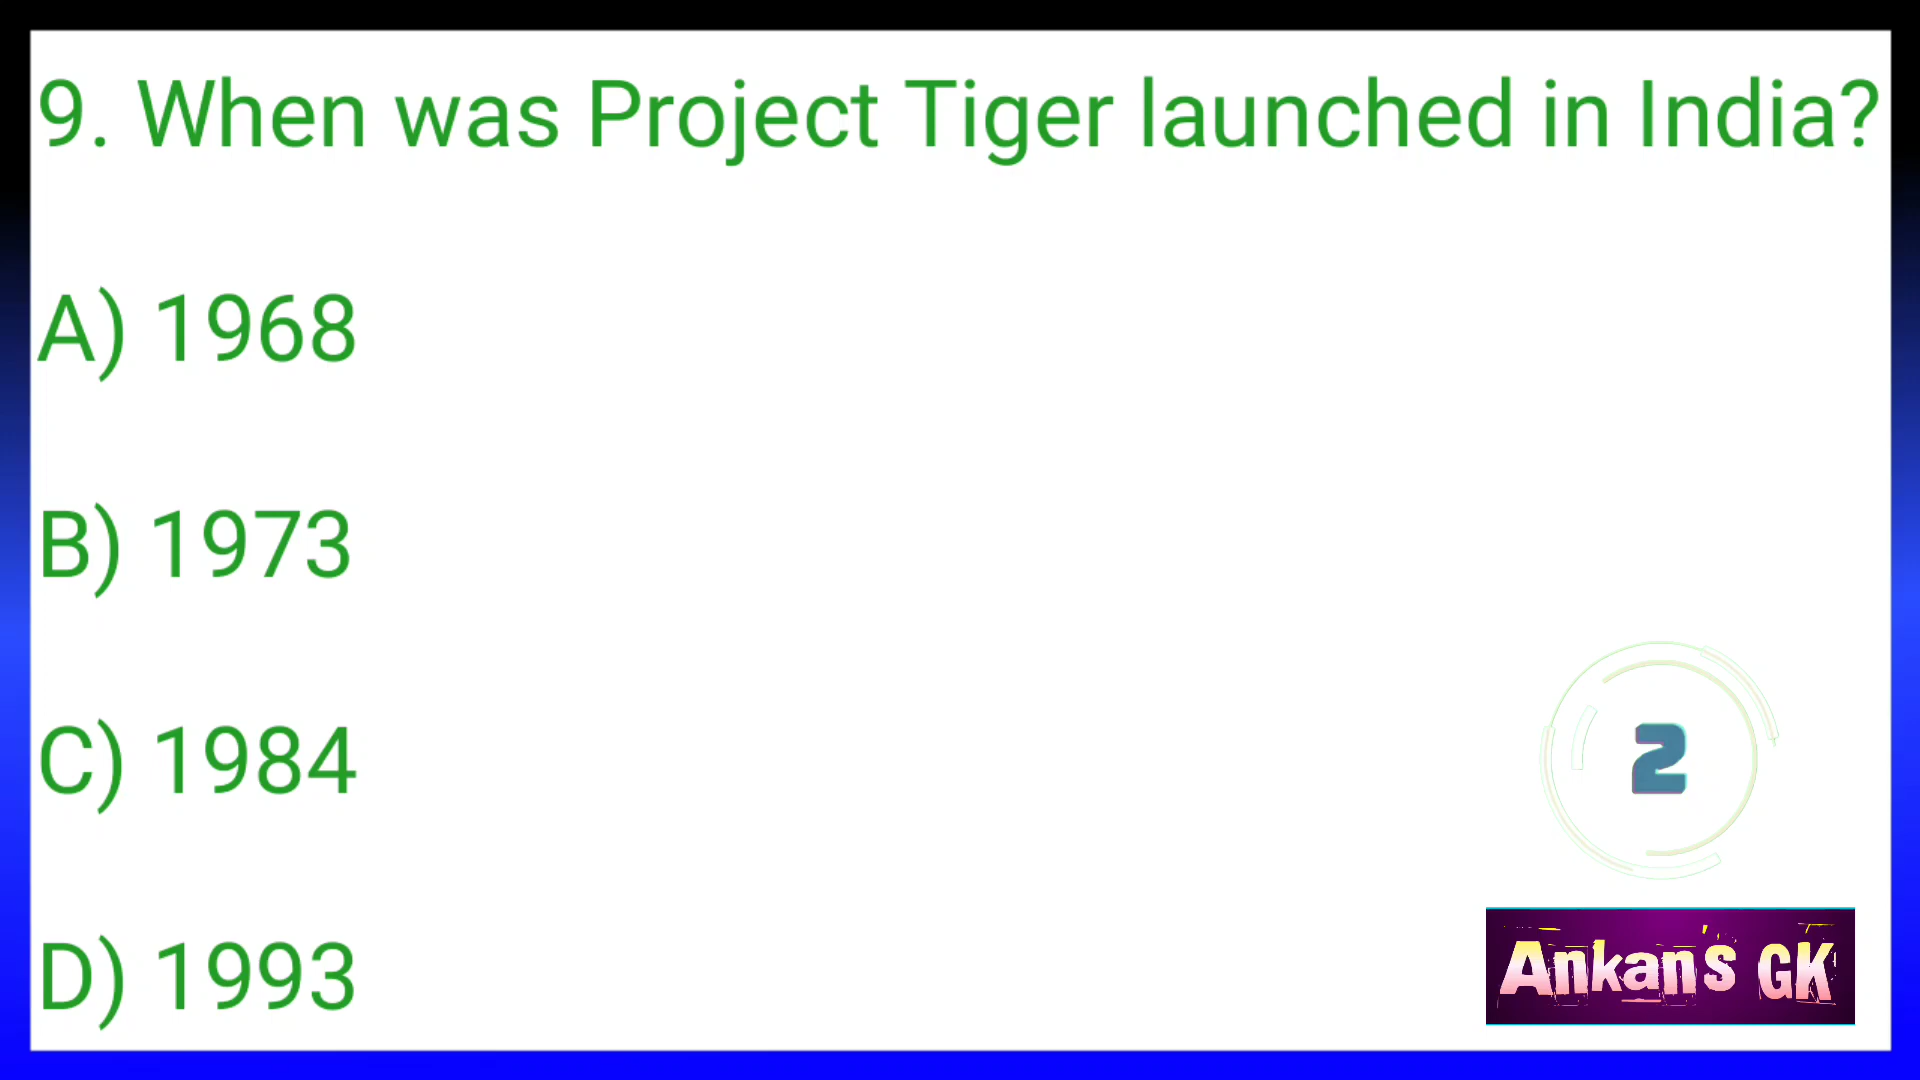 9. When was Project Tiger launched in India?
A) 1968
B) 1973
C) 1984
2
D) 1993
Ankan's GK